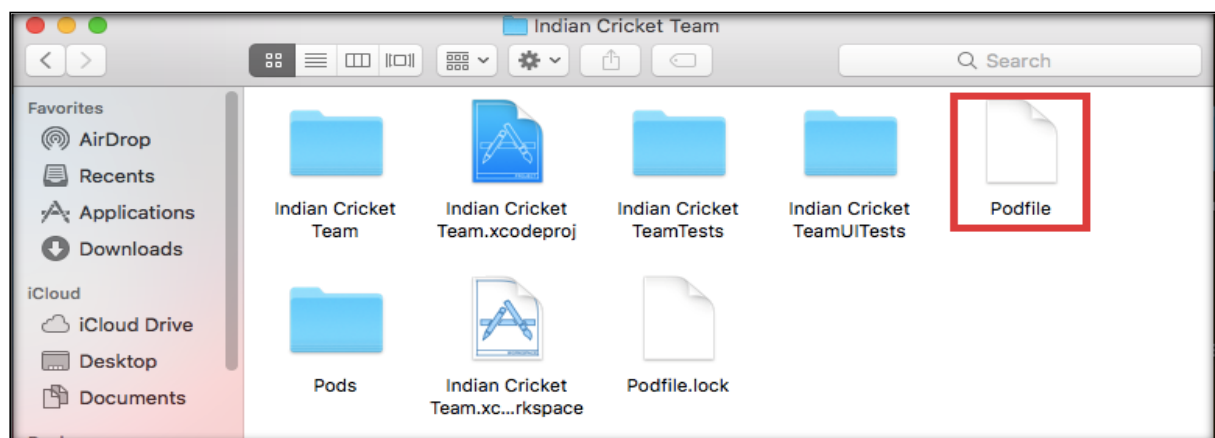 Indian Cricket Team
Search
Favorites
AirDrop
Recents
Applications
Downloads
iCloud
iCloud Drive
Desktop
Documents
Indian Cricket
Team
Indian Cricket
Team.xcodeproj
Indian Cricket
TeamTests
Indian Cricket
TeamUITests
Podfile
Pods
Indian Cricket
Team.xc...rkspace
Podfile.lock